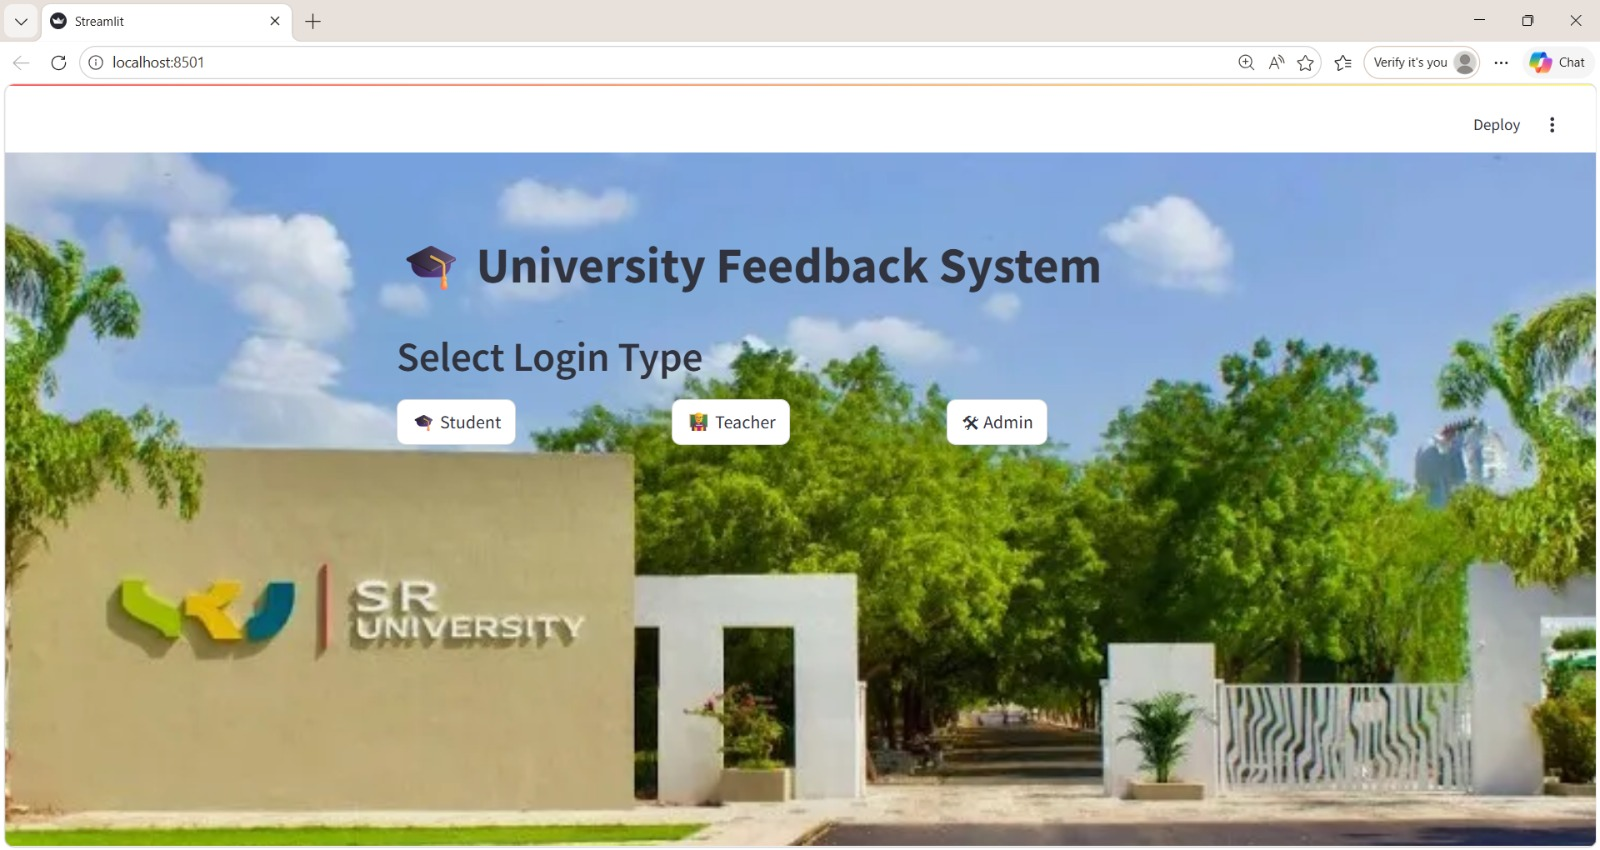 Streamlit
localhost:8501
Verify it's you
Chat
Deploy
University Feedback System
Select Login Type
Student
Teacher
Admin
SR
UNIVERSITY